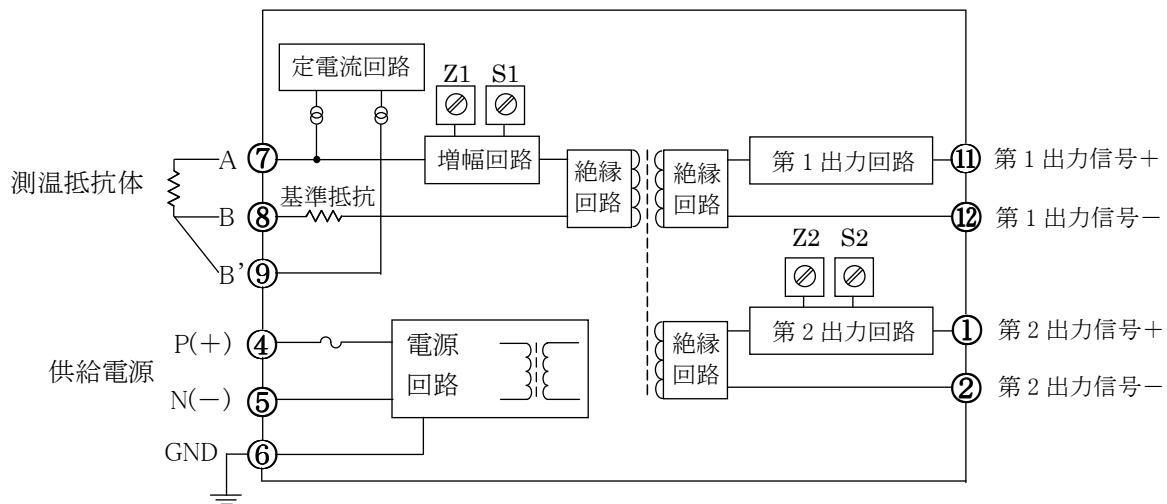 定電流回路
Z1
S1
A
⑦
増幅回路
測温抵抗体
基準抵抗
B
⑧
B'
⑨
絶縁
回路
絶縁
回路
第1出力回路
⑪
第1出力信号+
⑫
第1出力信号−
Z2
S2
絶縁
回路
第2出力回路
①
第2出力信号+
②
第2出力信号−
供給電源
P(+)
④
N(−)
⑤
GND
⑥
電源
回路